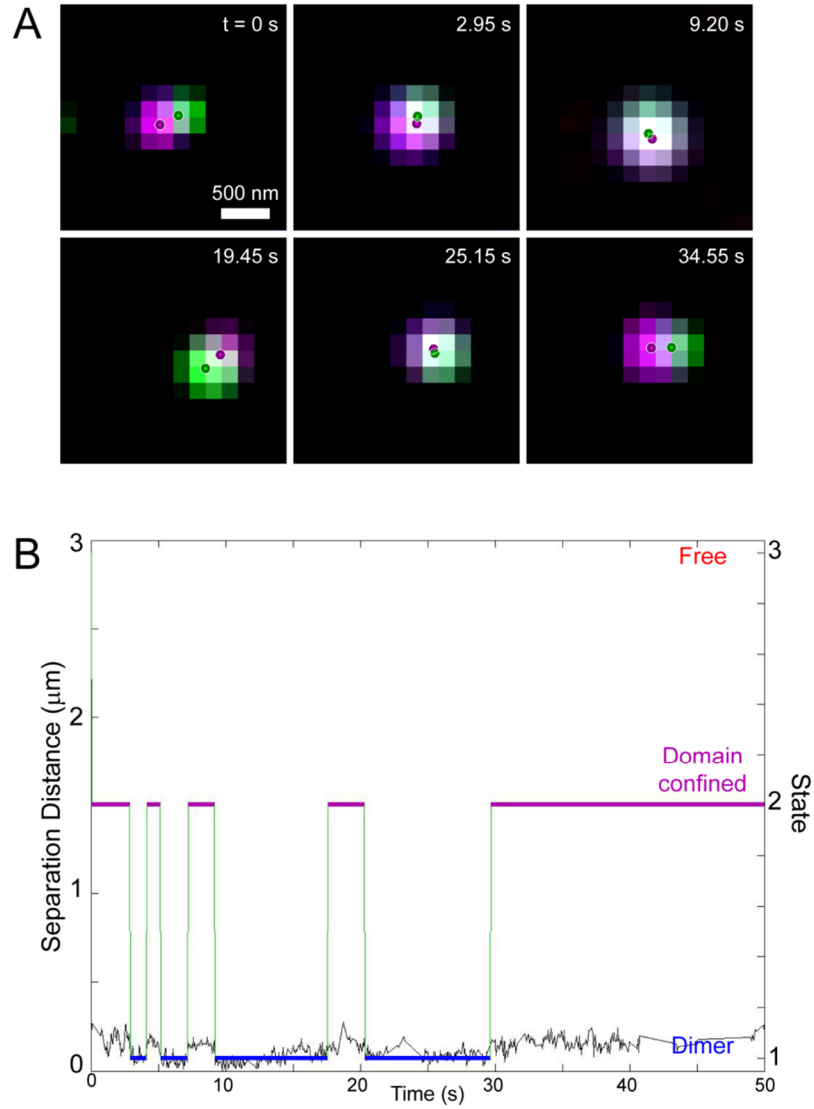 A
t = 0 s
2.95 s
9.20 s
500 nm
19.45 s
25.15 s
34.55 s
B
3
2
1
0
Separation Distance (μm)
0
10
20
30
40
50
Time (s)
Free
Domain
confined
Dimer
3
2
1
State